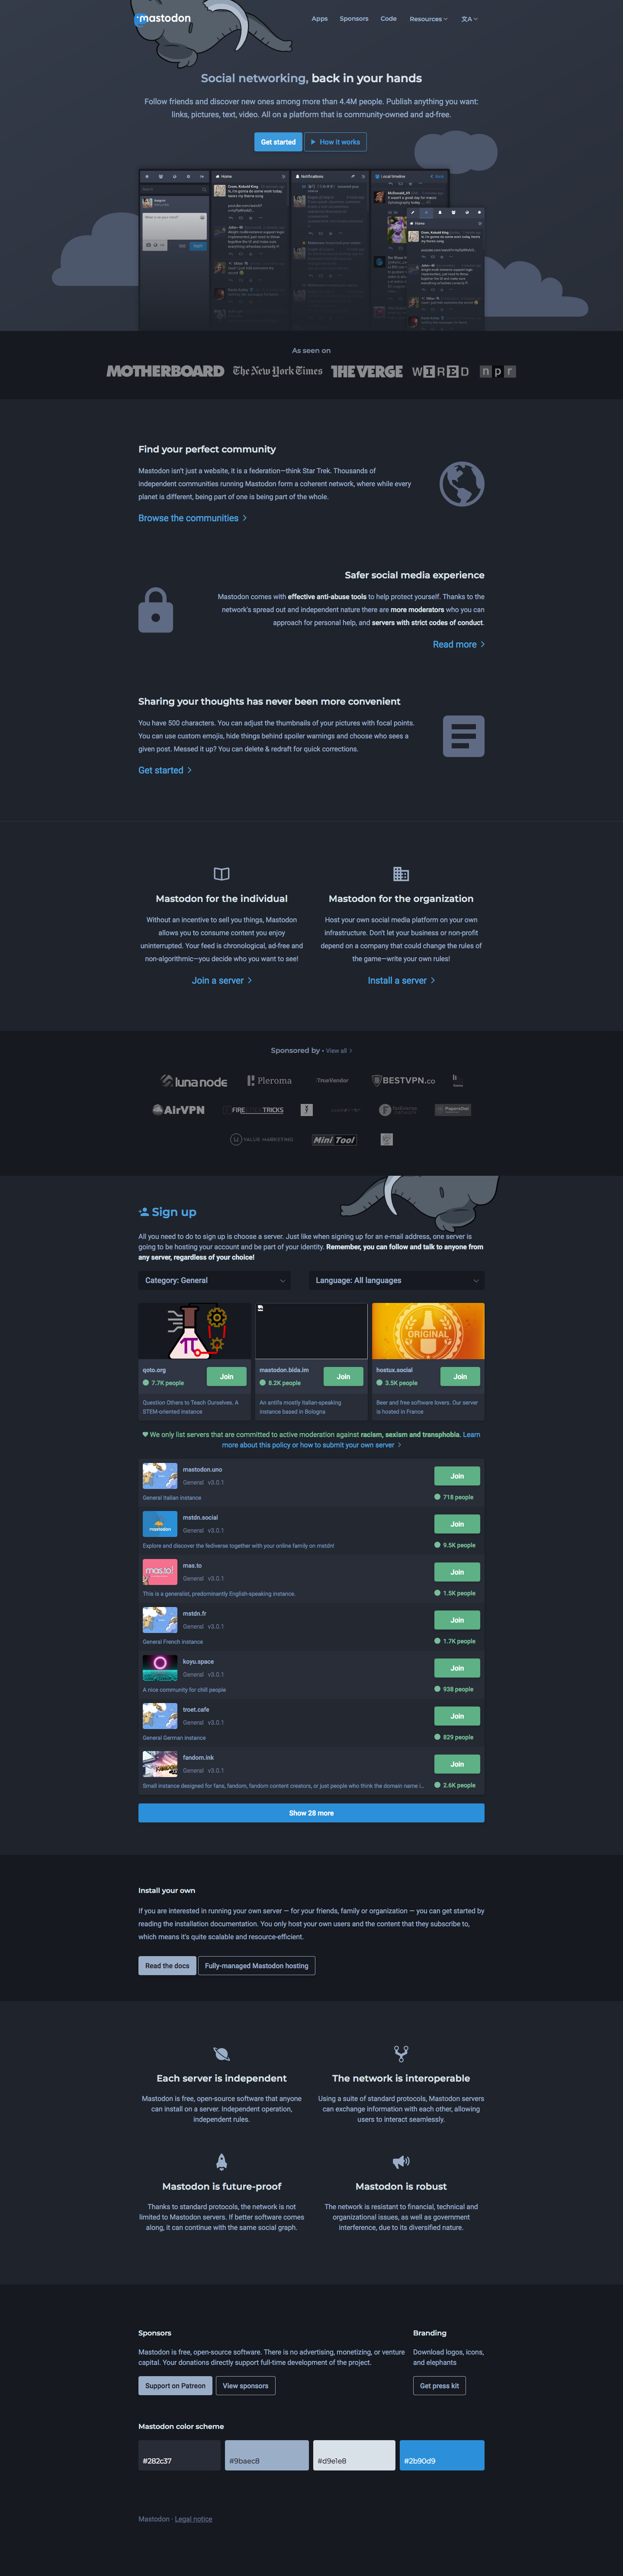 mastodon
Apps
Sponsors
Code
Resources
文A
Social networking, back in your hands
Follow friends and discover new ones among more than 4.4M people. Publish anything you want:
links, pictures, text, video. All on a platform that is community-owned and ad-free.
Get started
How it works
Home
Notifications
Local timeline
Home
As seen on
MOTHERBOARD
The New York Times
THE VERGE
WIRED
npr
Find your perfect community
Mastodon isn't just a website, it is a federation—think Star Trek. Thousands of
independent communities running Mastodon form a coherent network, where while every
planet is different, being part of one is being part of the whole.
Browse the communities
Safer social media experience
Mastodon comes with effective anti-abuse tools to help protect yourself. Thanks to the
network's spread out and independent nature there are more moderators who you can
approach for personal help, and servers with strict codes of conduct.
Read more
Sharing your thoughts has never been more convenient
You have 500 characters. You can adjust the thumbnails of your pictures with focal points.
You can use custom emojis, hide things behind spoiler warnings and choose who sees a
given post. Messed it up? You can delete & redraft for quick corrections.
Get started
Mastodon for the individual
Without an incentive to sell you things, Mastodon
allows you to consume content you enjoy
uninterrupted. Your feed is chronological, ad-free and
non-algorithmic—you decide who you want to see!
Join a server
Mastodon for the organization
Host your own social media platform on your own
infrastructure. Don't let your business or non-profit
depend on a company that could change the rules of
the game—write your own rules!
Install a server
Sponsored by • View all
luna node
Pleroma
TrueVendor
BESTVPN.co
AirVPN
FIRE TRICKS
VALUE MARKETING
Mini Tool
Sign up
All you need to do to sign up is choose a server. Just like when signing up for an e-mail address, one server is
going to be hosting your account and be part of your identity. Remember, you can follow and talk to anyone from
any server, regardless of your choice!
Category: General
Language: All languages
qoto.org
7.7K people
Join
Question Others to Teach Ourselves. A
STEM-oriented instance
mastodon.bida.im
8.2K people
Join
An antifa mostly Italian-speaking
instance based in Bologna
ORIGINAL
hostux.social
3.5K people
Join
Beer and free software lovers. Our server
is hosted in France
We only list servers that are committed to active moderation against racism, sexism and transphobia. Learn
more about this policy or how to submit your own server
mastodon.uno
General v3.0.1
Join
General Italian instance
718 people
mastodon
mstdn.social
General v3.0.1
Join
Explore and discover the fediverse together with your online family on mstdn!
9.5K people
mas.to!
mas.to
General v3.0.1
Join
This is a generalist, predominantly English-speaking instance.
1.5K people
mstdn.fr
General v3.0.1
Join
General French instance
1.7K people
koyu.space
General v3.0.1
Join
A nice community for chill people
938 people
troet.cafe
General v3.0.1
Join
General German instance
829 people
fandom.ink
General v3.0.1
Join
Small instance designed for fans, fandom, fandom content creators, or just people who think the domain name i...
2.6K people
Show 28 more
Install your own
If you are interested in running your own server — for your friends, family or organization — you can get started by
reading the installation documentation. You only host your own users and the content that they subscribe to,
which means it's quite scalable and resource-efficient.
Read the docs
Fully-managed Mastodon hosting
Each server is independent
Mastodon is free, open-source software that anyone
can install on a server. Independent operation,
independent rules.
The network is interoperable
Using a suite of standard protocols, Mastodon servers
can exchange information with each other, allowing
users to interact seamlessly.
Mastodon is future-proof
Thanks to standard protocols, the network is not
limited to Mastodon servers. If better software comes
along, it can continue with the same social graph.
Mastodon is robust
The network is resistant to financial, technical and
organizational issues, as well as government
interference, due to its diversified nature.
Sponsors
Mastodon is free, open-source software. There is no advertising, monetizing, or venture
capital. Your donations directly support full-time development of the project.
Support on Patreon
View sponsors
Branding
Download logos, icons,
and elephants
Get press kit
Mastodon color scheme
#282c37
#9baec8
#d9e1e8
#2b90d9
Mastodon · Legal notice